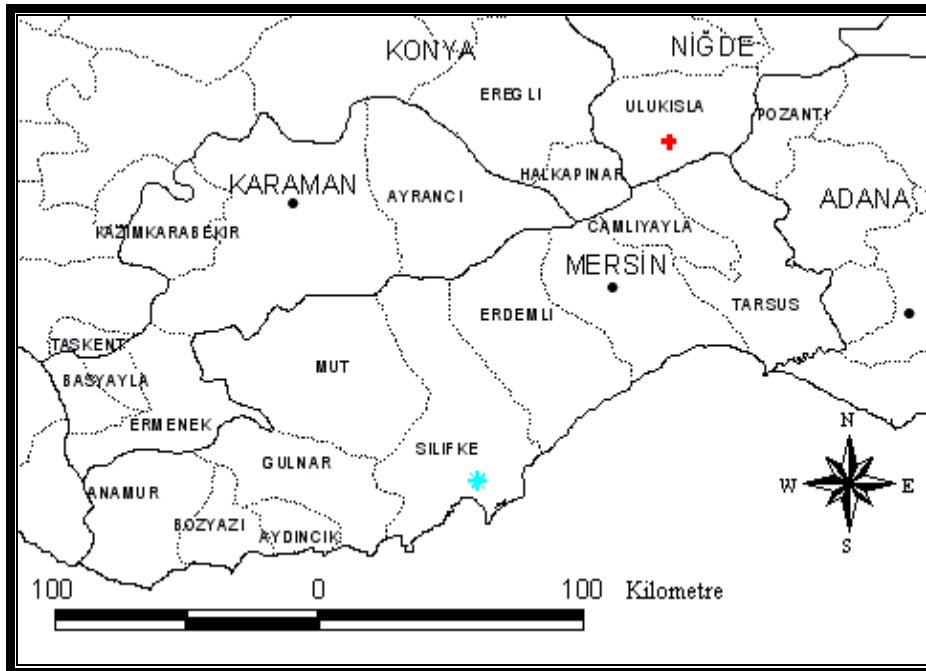 KONYA
NİĞDE
EREGLI
ULUKISLA
POZANTI
HALKAPINAR
KARAMAN
AYRANCI
ADANA
KAZIMKARABEKIR
CAMLIYAYLA
MERSİN
TARSUS
ERDEMLI
TASKENT
MUT
BASYAYLA
ERMENEK
SILIFKE
GULNAR
ANAMUR
BOZYAZI
AYDINCIK
N
W E
S
100 0 100 Kilometre